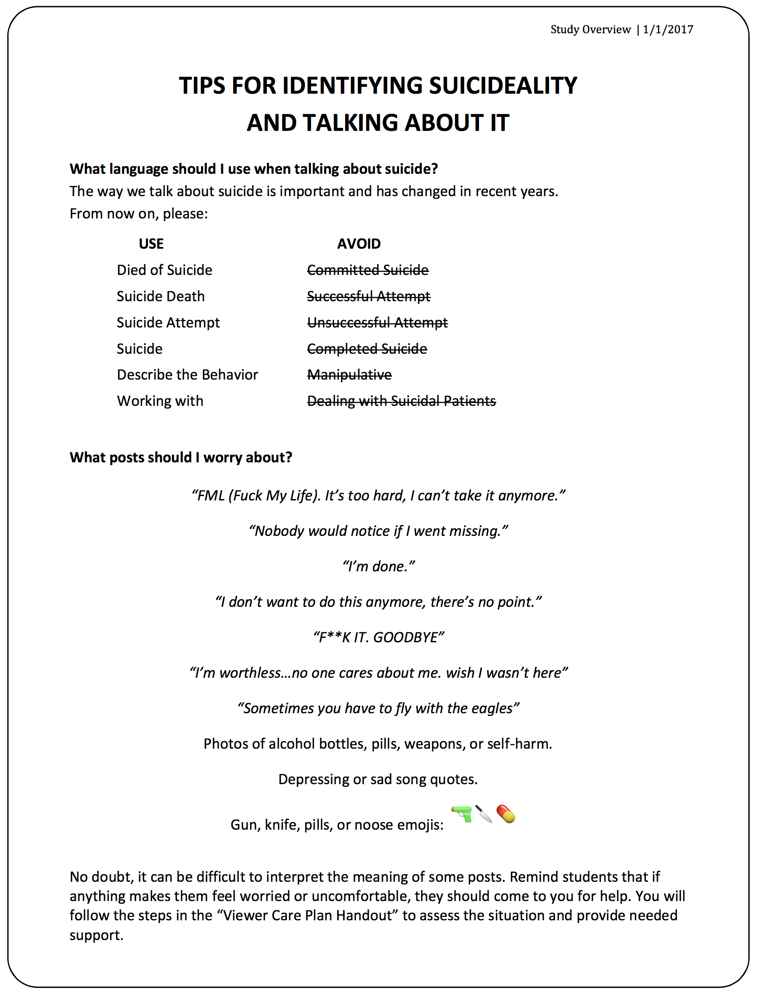 Study Overview | 1/1/2017
TIPS FOR IDENTIFYING SUICIDEALITY
AND TALKING ABOUT IT
What language should I use when talking about suicide?
The way we talk about suicide is important and has changed in recent years.
From now on, please:
USE AVOID
Died of Suicide Committed Suicide
Suicide Death Successful Attempt
Suicide Attempt Unsuccessful Attempt
Suicide Completed Suicide
Describe the Behavior Manipulative
Working with Dealing with Suicidal Patients
What posts should I worry about?
“FML (Fuck My Life). It’s too hard, I can’t take it anymore.”
“Nobody would notice if I went missing.”
“I’m done.”
“I don’t want to do this anymore, there’s no point.”
“F**K IT. GOODBYE”
“I’m worthless…no one cares about me. wish I wasn’t here”
“Sometimes you have to fly with the eagles”
Photos of alcohol bottles, pills, weapons, or self-harm.
Depressing or sad song quotes.
Gun, knife, pills, or noose emojis:
No doubt, it can be difficult to interpret the meaning of some posts. Remind students that if
anything makes them feel worried or uncomfortable, they should come to you for help. You will
follow the steps in the “Viewer Care Plan Handout” to assess the situation and provide needed
support.